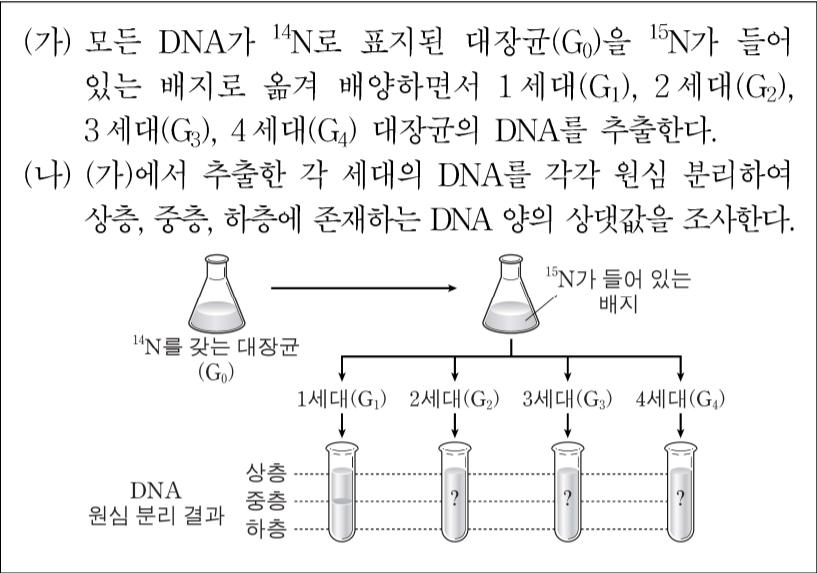 (가) 모든 DNA가 ¹⁴N로 표지된 대장균(G₀)을 ¹⁵N가 들어
있는 배지로 옮겨 배양하면서 1세대(G₁), 2세대(G₂),
3세대(G₃), 4세대(G₄) 대장균의 DNA를 추출한다.
(나) (가)에서 추출한 각 세대의 DNA를 각각 원심 분리하여
상층, 중층, 하층에 존재하는 DNA 양의 상댓값을 조사한다.
¹⁵N가 들어 있는
배지
¹⁴N를 갖는 대장균
(G₀)
1세대(G₁) 2세대(G₂) 3세대(G₃) 4세대(G₄)
DNA
원심 분리 결과
상층
중층 ? ? ?
하층